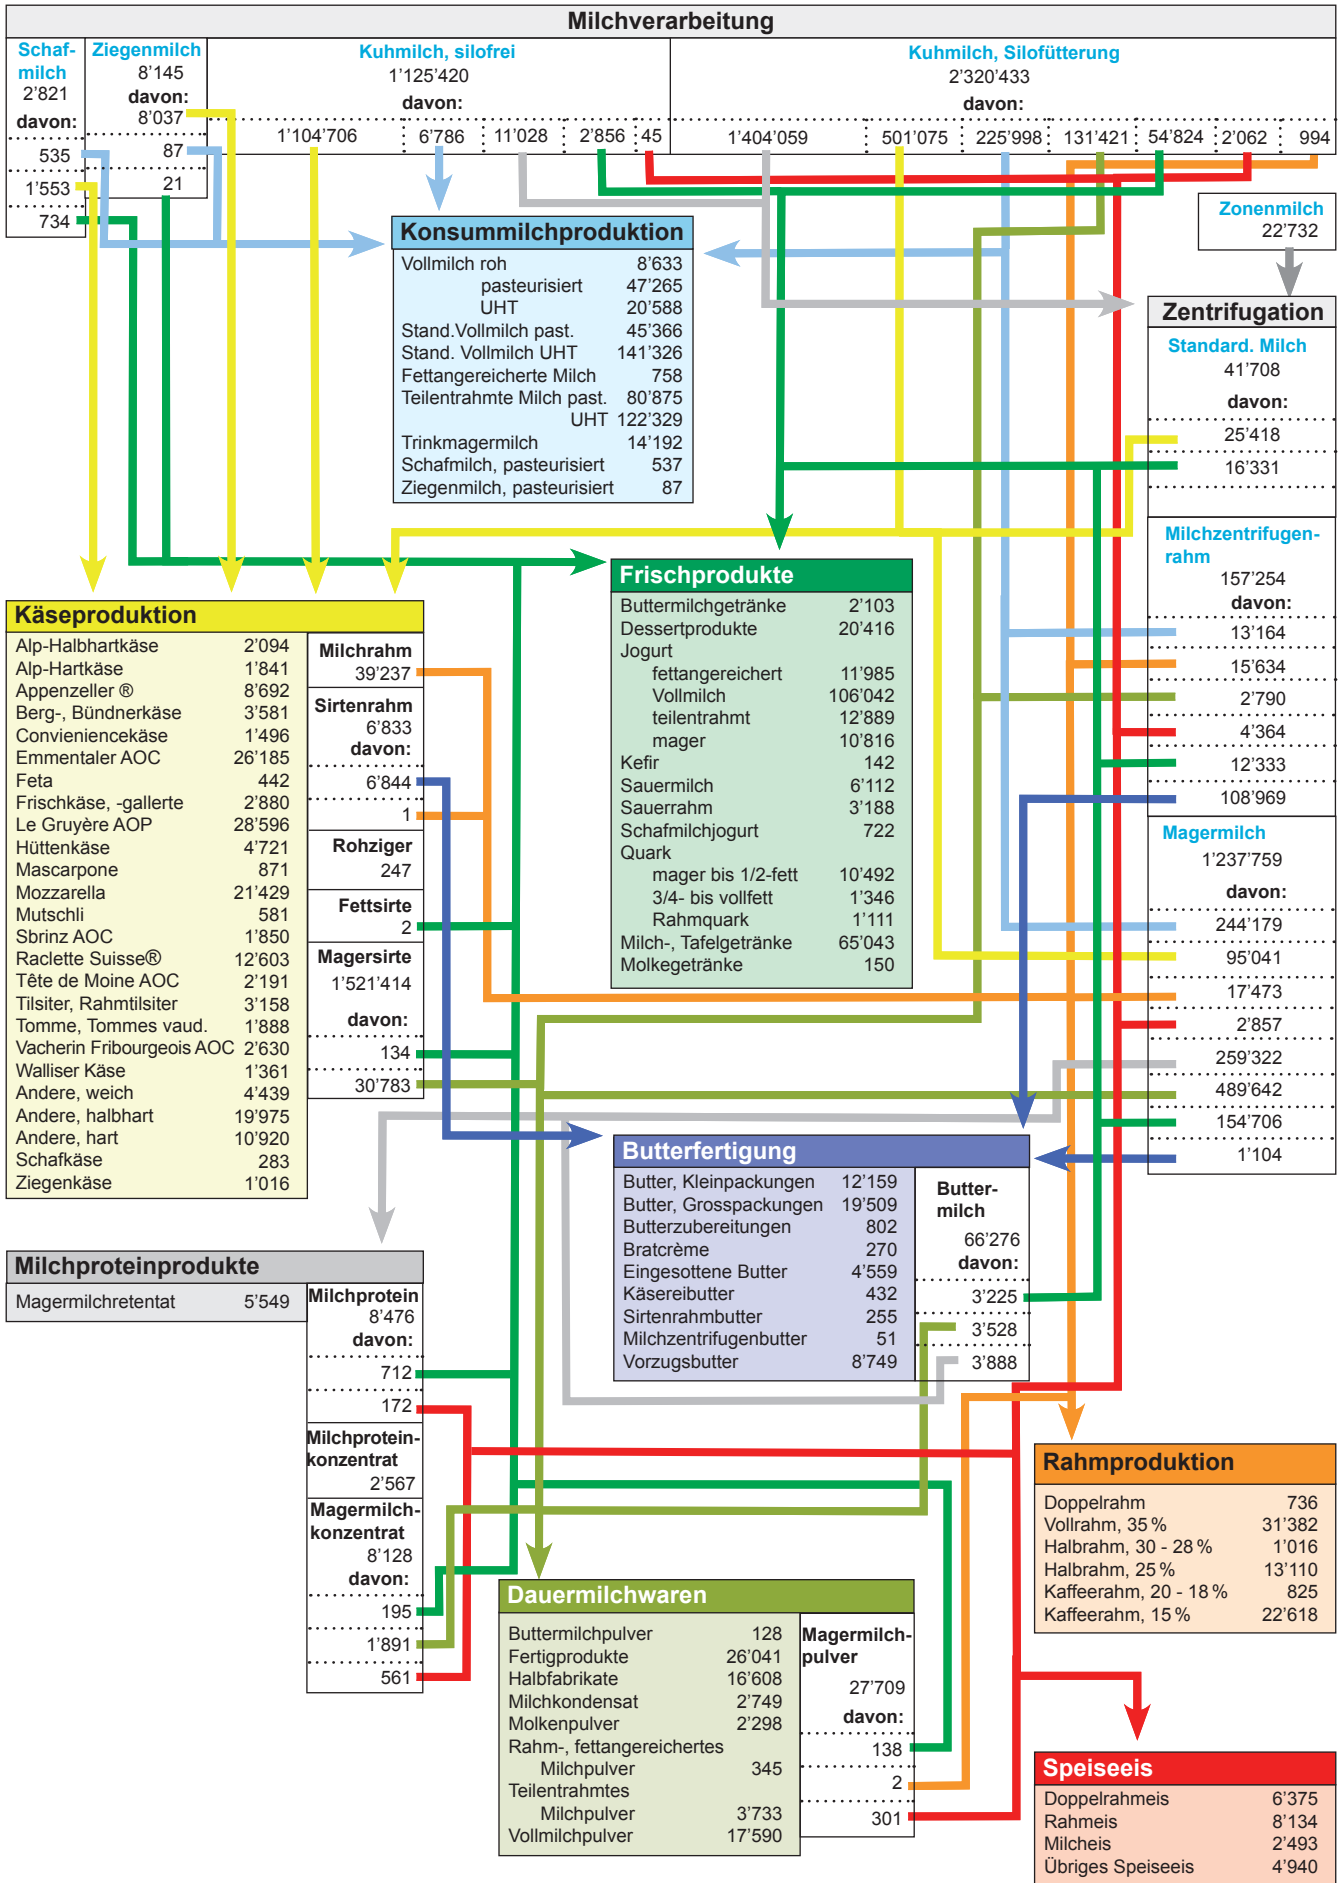 Milchverarbeitung
Schaf-
milch
2’821
davon:
535
1’553
734
Ziegenmilch
8’145
davon:
8’037
87
21
Kuhmilch, silofrei
1’125’420
davon:
1’104’706 6’786 11’028 2’856 45
Kuhmilch, Silofütterung
2’320’433
davon:
1’404’059 501’075 225’998 131’421 54’824 2’062 994
Zonenmilch
22’732
Konsummilchproduktion
Vollmilch roh 8’633
pasteurisiert 47’265
UHT 20’588
Stand.Vollmilch past. 45’366
Stand. Vollmilch UHT 141’326
Fettangereicherte Milch 758
Teilentrahmte Milch past. 80’875
UHT 122’329
Trinkmagermilch 14’192
Schafmilch, pasteurisiert 537
Ziegenmilch, pasteurisiert 87
Zentrifugation
Standard. Milch
41’708
davon:
25’418
16’331
Milchzentrifugen-
rahm
157’254
davon:
13’164
15’634
2’790
4’364
12’333
108’969
Magermilch
1’237’759
davon:
244’179
95’041
17’473
2’857
259’322
489’642
154’706
1’104
Frischprodukte
Buttermilchgetränke 2’103
Dessertprodukte 20’416
Jogurt
fettangereichert 11’985
Vollmilch 106’042
teilentrahmt 12’889
mager 10’816
Kefir 142
Sauermilch 6’112
Sauerrahm 3’188
Schafmilchjogurt 722
Quark
mager bis 1/2-fett 10’492
3/4- bis vollfett 1’346
Rahmquark 1’111
Milch-, Tafelgetränke 65’043
Molkegetränke 150
Käseproduktion
Alp-Halbhartkäse 2’094
Alp-Hartkäse 1’841
Appenzeller ® 8’692
Berg-, Bündnerkäse 3’581
Convieniencekäse 1’496
Emmentaler AOC 26’185
Feta 442
Frischkäse, -gallerte 2’880
Le Gruyère AOP 28’596
Hüttenkäse 4’721
Mascarpone 871
Mozzarella 21’429
Mutschli 581
Sbrinz AOC 1’850
Raclette Suisse® 12’603
Tête de Moine AOC 2’191
Tilsiter, Rahmtilsiter 3’158
Tomme, Tommes vaud. 1’888
Vacherin Fribourgeois AOC 2’630
Walliser Käse 1’361
Andere, weich 4’439
Andere, halbhart 19’975
Andere, hart 10’920
Schafkäse 283
Ziegenkäse 1’016
Milchrahm
39’237
Sirtenrahm
6’833
davon:
6’844
1
Rohziger
247
Fettsirte
2
Magersirte
1’521’414
davon:
134
30’783
Butterfertigung
Butter, Kleinpackungen 12’159
Butter, Grosspackungen 19’509
Butterzubereitungen 802
Bratcrème 270
Eingesottene Butter 4’559
Käsereibutter 432
Sirtenrahmbutter 255
Milchzentrifugenbutter 51
Vorzugsbutter 8’749
Butter-
milch
66’276
davon:
3’225
3’528
3’888
Milchproteinprodukte
Magermilchretentat 5’549
Milchprotein
8’476
davon:
712
172
Milchprotein-
konzentrat
2’567
Magermilch-
konzentrat
8’128
davon:
195
1’891
561
Rahmproduktion
Doppelrahm 736
Vollrahm, 35 % 31’382
Halbrahm, 30 - 28 % 1’016
Halbrahm, 25 % 13’110
Kaffeerahm, 20 - 18 % 825
Kaffeerahm, 15 % 22’618
Dauermilchwaren
Buttermilchpulver 128
Fertigprodukte 26’041
Halbfabrikate 16’608
Milchkondensat 2’749
Molkenpulver 2’298
Rahm-, fettangereichertes
Milchpulver 345
Teilentrahmtes
Milchpulver 3’733
Vollmilchpulver 17’590
Magermilch-
pulver
27’709
davon:
138
2
301
Speiseeis
Doppelrahmeis 6’375
Rahmeis 8’134
Milcheis 2’493
Übriges Speiseeis 4’940